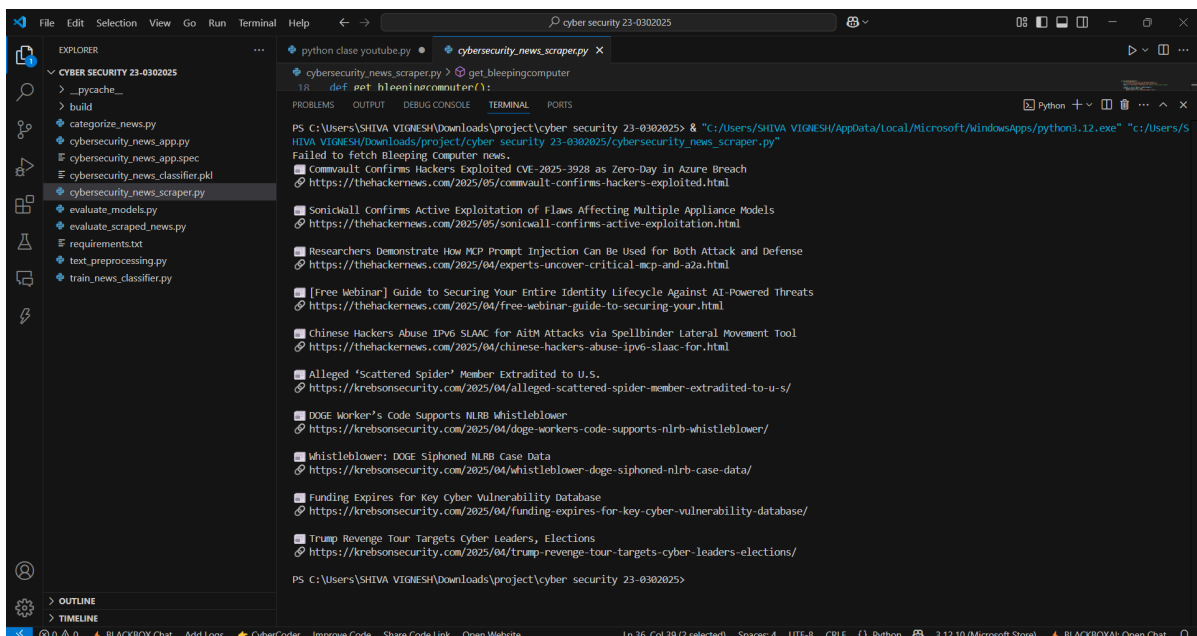 File Edit Selection View Go Run Terminal Help
cyber security 23-0302025
EXPLORER
CYBER SECURITY 23-0302025
__pycache__
build
categorize_news.py
cybersecurity_news_app.py
cybersecurity_news_app.spec
cybersecurity_news_classifier.pkl
cybersecurity_news_scraper.py
evaluate_models.py
evaluate_scraped_news.py
requirements.txt
text_preprocessing.py
train_news_classifier.py
OUTLINE
TIMELINE
python clase youtube.py
cybersecurity_news_scraper.py
cybersecurity_news_scraper.py > get_bleepingcomputer
18 def get_bleepingcomputer():
PROBLEMS OUTPUT DEBUG CONSOLE TERMINAL PORTS
Python
PS C:\Users\SHIVA VIGNESH\Downloads\project\cyber security 23-0302025> & "C:/Users/SHIVA VIGNESH/AppData/Local/Microsoft/WindowsApps/python3.12.exe" "c:/Users/S
HIVA VIGNESH/Downloads/project/cyber security 23-0302025/cybersecurity_news_scraper.py"
Failed to fetch Bleeping Computer news.
Commvault Confirms Hackers Exploited CVE-2025-3928 as Zero-Day in Azure Breach
https://thehackernews.com/2025/05/commvault-confirms-hackers-exploited.html
SonicWall Confirms Active Exploitation of Flaws Affecting Multiple Appliance Models
https://thehackernews.com/2025/05/sonicwall-confirms-active-exploitation.html
Researchers Demonstrate How MCP Prompt Injection Can Be Used for Both Attack and Defense
https://thehackernews.com/2025/04/experts-uncover-critical-mcp-and-a2a.html
[Free Webinar] Guide to Securing Your Entire Identity Lifecycle Against AI-Powered Threats
https://thehackernews.com/2025/04/free-webinar-guide-to-securing-your.html
Chinese Hackers Abuse IPv6 SLAAC for AitM Attacks via Spellbinder Lateral Movement Tool
https://thehackernews.com/2025/04/chinese-hackers-abuse-ipv6-slaac-for.html
Alleged ‘Scattered Spider’ Member Extradited to U.S.
https://krebsonsecurity.com/2025/04/alleged-scattered-spider-member-extradited-to-u-s/
DOGE Worker’s Code Supports NLRB Whistleblower
https://krebsonsecurity.com/2025/04/doge-workers-code-supports-nlrb-whistleblower/
Whistleblower: DOGE Siphoned NLRB Case Data
https://krebsonsecurity.com/2025/04/whistleblower-doge-siphoned-nlrb-case-data/
Funding Expires for Key Cyber Vulnerability Database
https://krebsonsecurity.com/2025/04/funding-expires-for-key-cyber-vulnerability-database/
Trump Revenge Tour Targets Cyber Leaders, Elections
https://krebsonsecurity.com/2025/04/trump-revenge-tour-targets-cyber-leaders-elections/
PS C:\Users\SHIVA VIGNESH\Downloads\project\cyber security 23-0302025>
0 0 BLACKBOX Chat Add Logs CyberCoder Improve Code Share Code Link Open Website Ln 36, Col 39 (2 selected) Spaces: 4 UTF-8 CRLF {} Python 3.12.10 (Microsoft Store) BLACKBOXAI: Open Chat